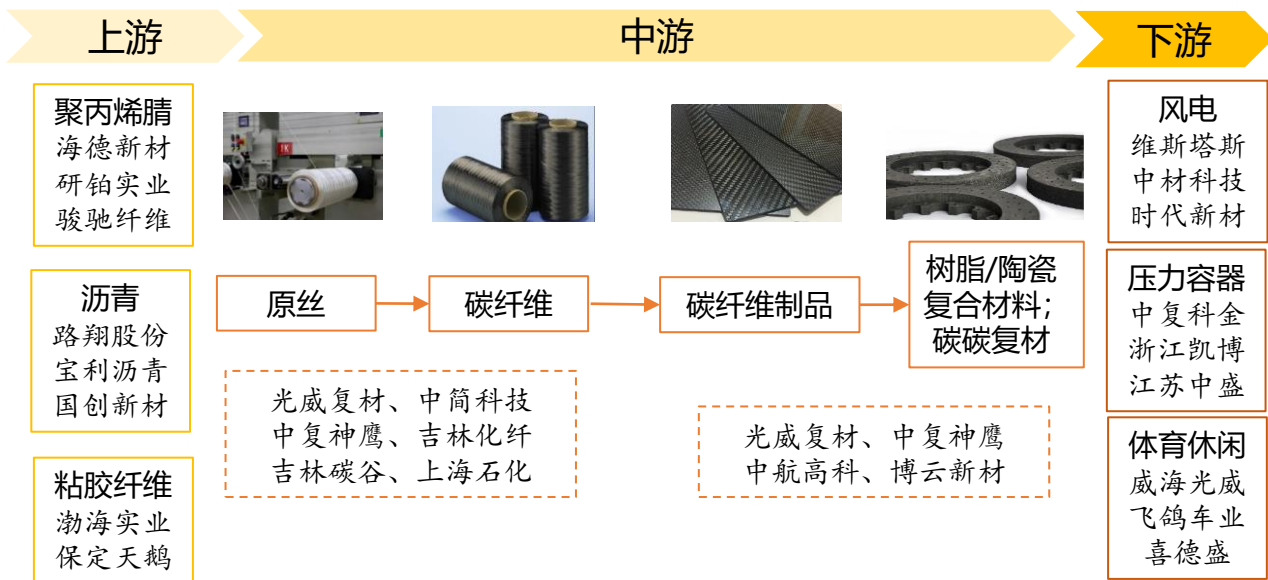 上游
中游
下游
聚丙烯腈
海德新材
研铂实业
骏驰纤维
沥青
路翔股份
宝利沥青
国创新材
粘胶纤维
渤海实业
保定天鹅
1K
原丝
碳纤维
碳纤维制品
树脂/陶瓷
复合材料；
碳碳复材
光威复材、中简科技
中复神鹰、吉林化纤
吉林碳谷、上海石化
光威复材、中复神鹰
中航高科、博云新材
风电
维斯塔斯
中材科技
时代新材
压力容器
中复科金
浙江凯博
江苏中盛
体育休闲
威海光威
飞鸽车业
喜德盛